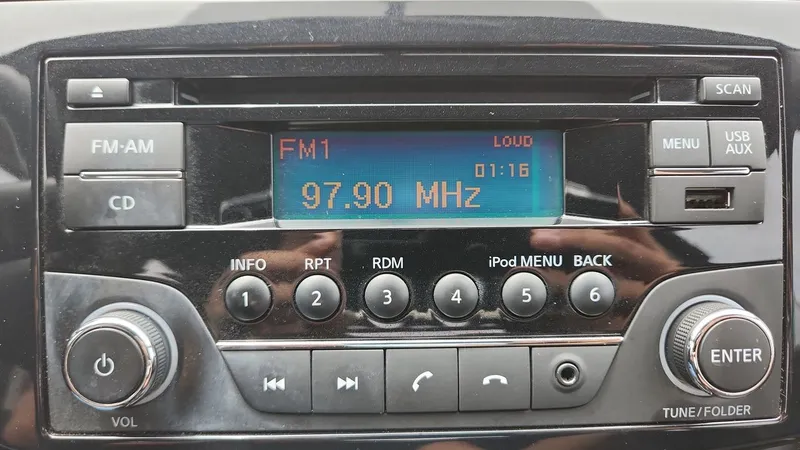 SCAN
FM·AM
FM1
LOUD
MENU
USB
AUX
01:16
CD
97.90 MHz
INFO
RPT
RDM
iPod MENU
BACK
1
2
3
4
5
6
ENTER
VOL
TUNE/FOLDER